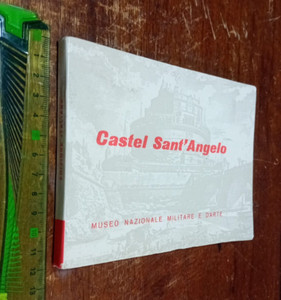 Castel Sant'Angelo
MUSEO NAZIONALE MILITARE E D'ARTE